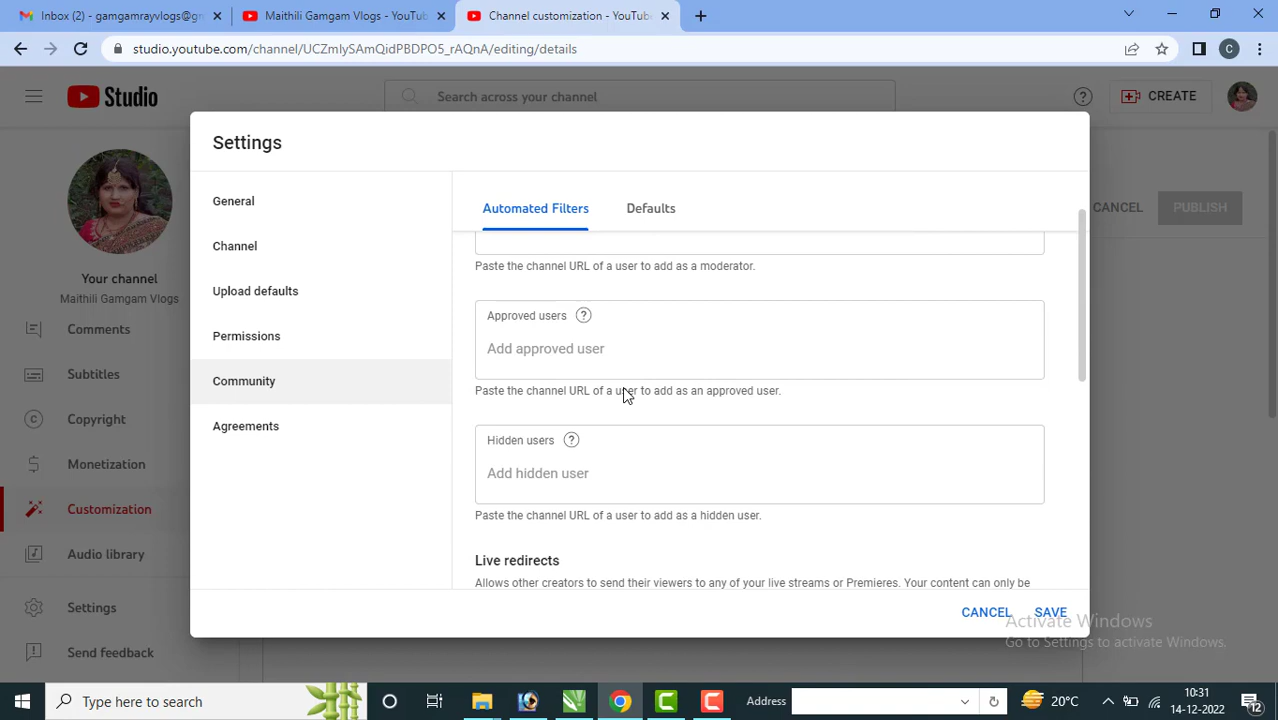 Inbox (2) - gamgamrayvlogs@g
Maithili Gamgam Vlogs - YouTub
Channel customization - YouTube
studio.youtube.com/channel/UCZmlySAmQidPBDPO5_rAQnA/editing/details
C
Studio
Search across your channel
CREATE
Settings
General
Automated Filters
Defaults
CANCEL
PUBLISH
Channel
Paste the channel URL of a user to add as a moderator.
Your channel
Maithili Gamgam Vlogs
Upload defaults
Approved users ?
Comments
Permissions
Add approved user
Subtitles
Community
Paste the channel URL of a user to add as an approved user.
Copyright
Agreements
Hidden users ?
Monetization
Add hidden user
Customization
Paste the channel URL of a user to add as a hidden user.
Audio library
Live redirects
Allows other creators to send their viewers to any of your live streams or Premieres. Your content can only be
Settings
CANCEL
SAVE
Activate Windows
Go to Settings to activate Windows.
Send feedback
Type here to search
Address
20°C
10:31
14-12-2022
12